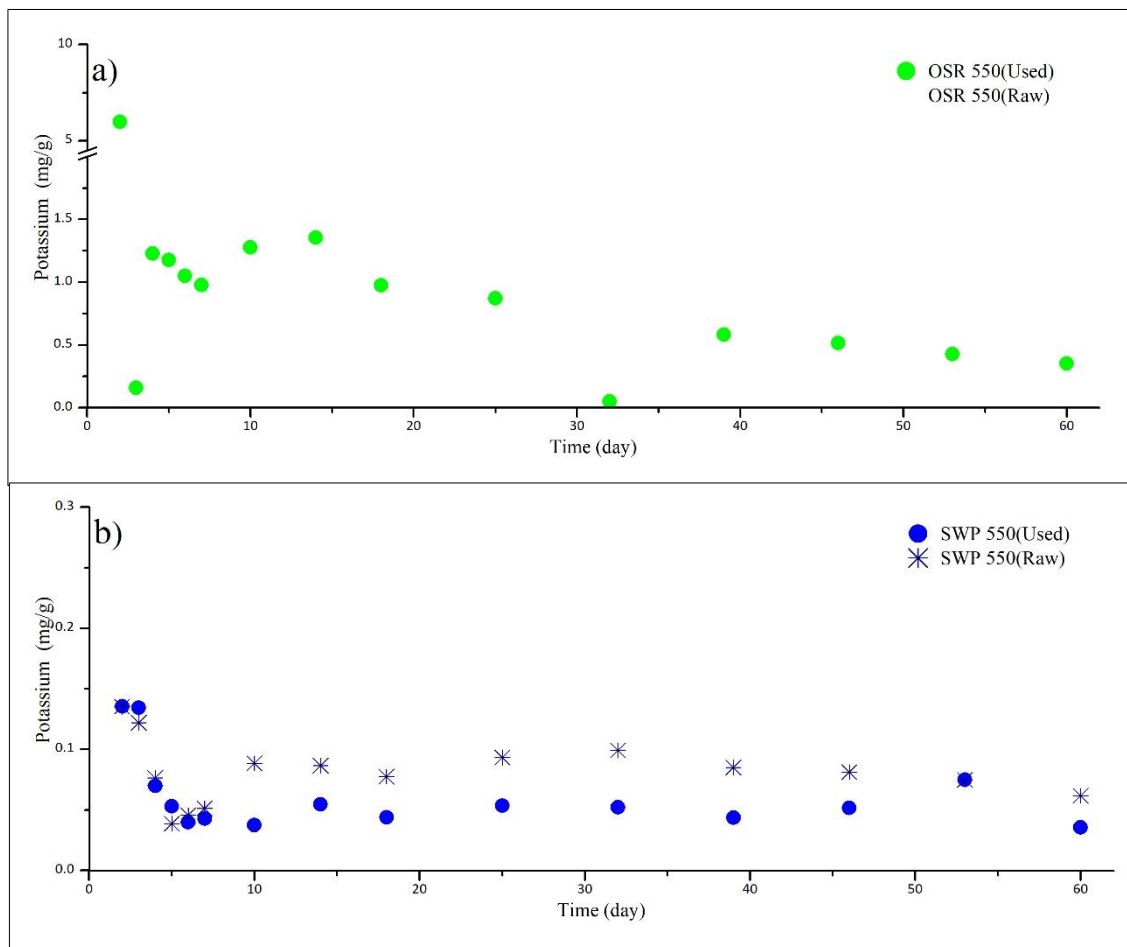 a)
10
5
1.5
1.0
0.5
0.0
Potassium (mg/g)
OSR 550(Used)
OSR 550(Raw)
0 10 20 30 40 50 60
Time (day)
b)
0.3
0.2
0.1
0.0
Potassium (mg/g)
SWP 550(Used)
SWP 550(Raw)
0 10 20 30 40 50 60
Time (day)